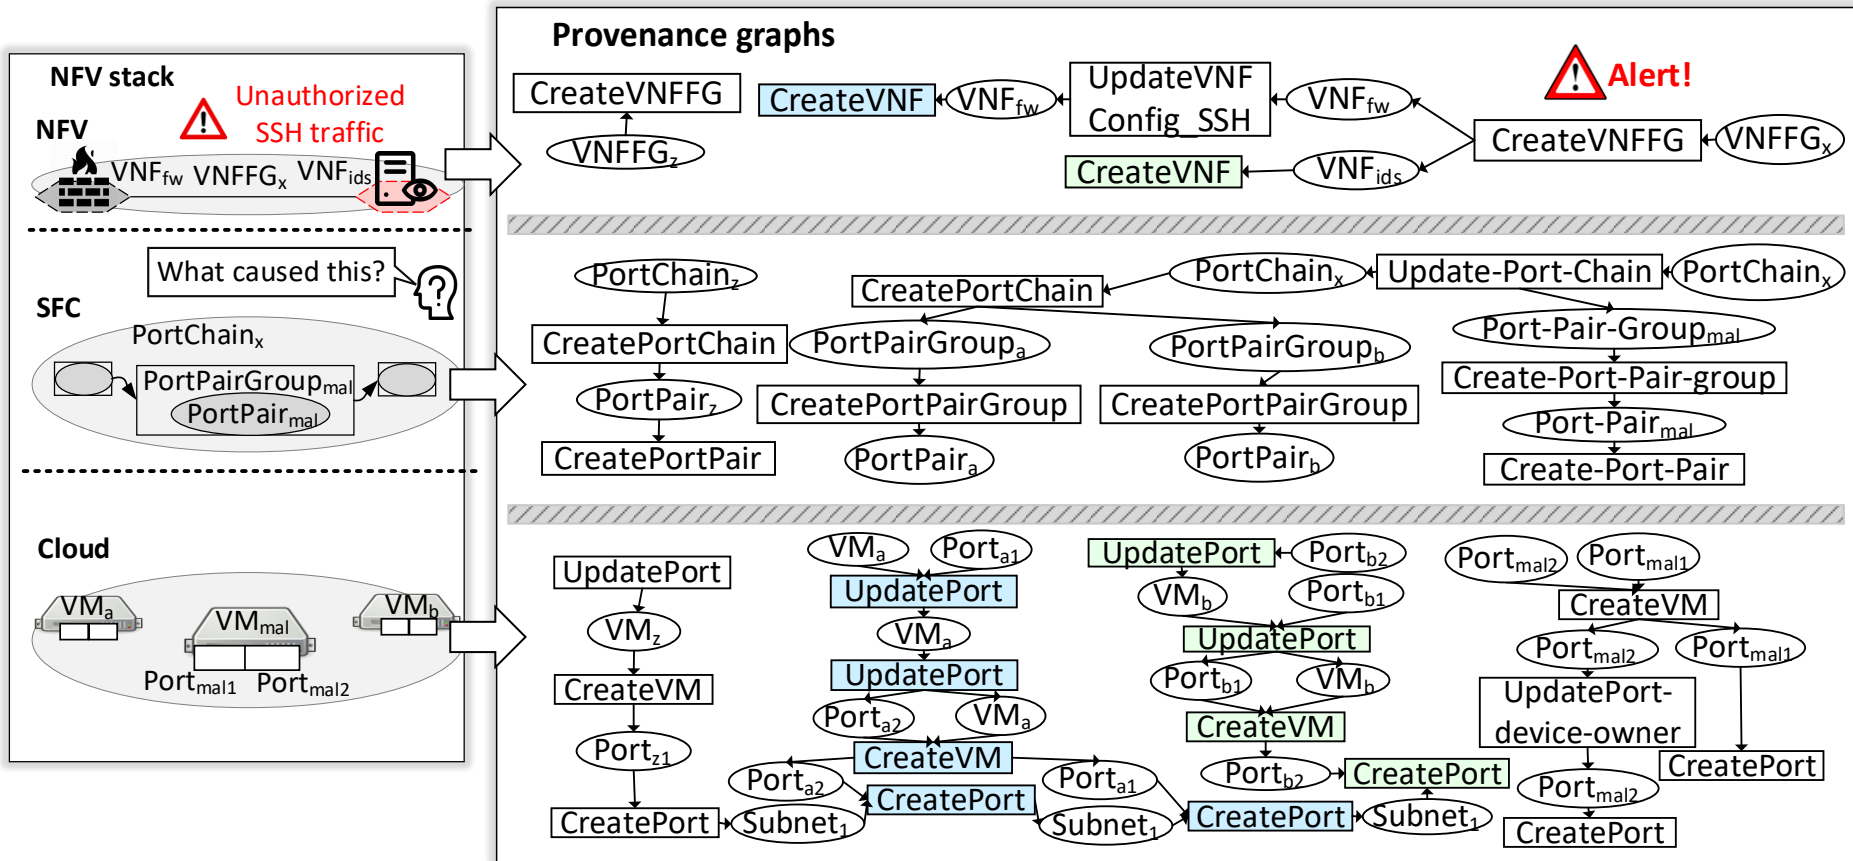 NFV stack
Unauthorized
SSH traffic
NFV
VNFfw VNFFGx VNFids
What caused this?
SFC
PortChainx
PortPairGroupmal
PortPairmal
Cloud
VMa
VMmal
VMb
Portmal1 Portmal2
Provenance graphs
CreateVNFFG
VNFFGz
CreateVNF
VNFfw
UpdateVNF
Config_SSH
VNFfw
CreateVNF
VNFids
CreateVNFFG
VNFFGx
Alert!
PortChainz
CreatePortChain
PortPairz
CreatePortPair
CreatePortChain
PortChainx
Update-Port-Chain
PortChainx
PortPairGroupa
CreatePortPairGroup
PortPaira
PortPairGroupb
CreatePortPairGroup
PortPairb
Port-Pair-Groupmal
Create-Port-Pair-group
Port-Pairmal
Create-Port-Pair
UpdatePort
VMz
CreateVM
Portz1
CreatePort
Subnet1
VMa
Porta1
UpdatePort
VMa
UpdatePort
Porta2
VMa
CreateVM
Porta2
CreatePort
Porta1
Subnet1
CreatePort
Subnet1
UpdatePort
Portb2
VMb
Portb1
UpdatePort
Portb1
VMb
CreateVM
Portb2
CreatePort
Portmal2
Portmal1
CreateVM
Portmal2
Portmal1
UpdatePort-
device-owner
CreatePort
Portmal2
CreatePort